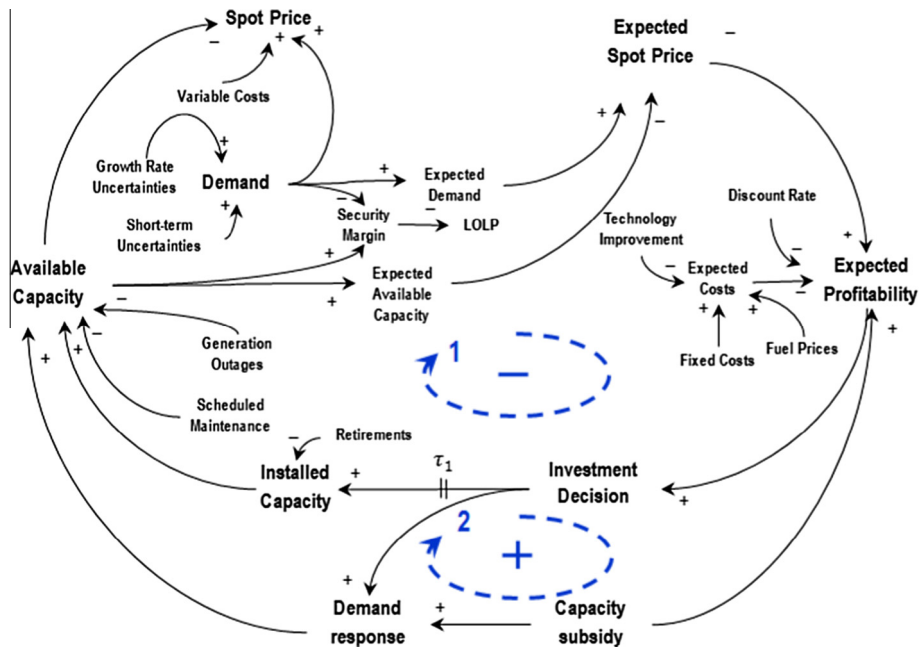 Spot Price
Variable Costs
Growth Rate
Uncertainties
Demand
Short-term
Uncertainties
Available
Capacity
Expected
Demand
Security
Margin
LOLP
Expected
Available
Capacity
Expected
Spot Price
Technology
Improvement
Discount Rate
Expected
Costs
Expected
Profitability
Fixed Costs
Fuel Prices
Generation
Outages
Scheduled
Maintenance
Retirements
Installed
Capacity
τ1
Investment
Decision
1
−
2
+
Demand
response
Capacity
subsidy